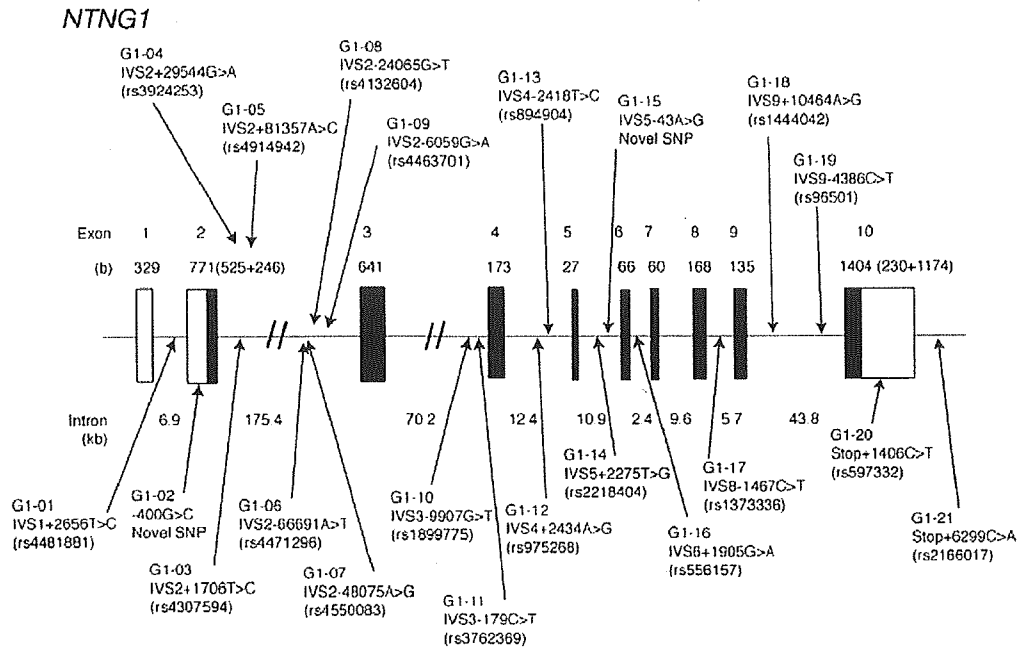 NTNG1
G1-04
IVS2+29544G>A
(rs3924253)
G1-05
IVS2+81357A>C
(rs4914942)
G1-08
IVS2-24065G>T
(rs4132604)
G1-09
IVS2-6059G>A
(rs4463701)
G1-13
IVS4-2418T>C
(rs894904)
G1-15
IVS5-43A>G
Novel SNP
G1-18
IVS9+10464A>G
(rs1444042)
G1-19
IVS9-4386C>T
(rs96501)
Exon 1 2 3 4 5 6 7 8 9 10
(b) 329 771(525+246) 641 173 27 66 60 168 135 1404 (230+1174)
Intron 6.9 175.4 70.2 12.4 10.9 2.4 9.6 5.7 43.8
(kb)
G1-01
IVS1+2656T>C
(rs4481881)
G1-02
-400G>C
Novel SNP
G1-03
IVS2+1706T>C
(rs4307594)
G1-06
IVS2-66691A>T
(rs4471296)
G1-07
IVS2-48075A>G
(rs4550083)
G1-10
IVS3-9907G>T
(rs1899775)
G1-11
IVS3-179C>T
(rs3762369)
G1-12
IVS4+2434A>G
(rs975268)
G1-14
IVS5+2275T>G
(rs2218404)
G1-16
IVS6+1905G>A
(rs556157)
G1-17
IVS8-1467C>T
(rs1373336)
G1-20
Stop+1406C>T
(rs597332)
G1-21
Stop+6299C>A
(rs2166017)